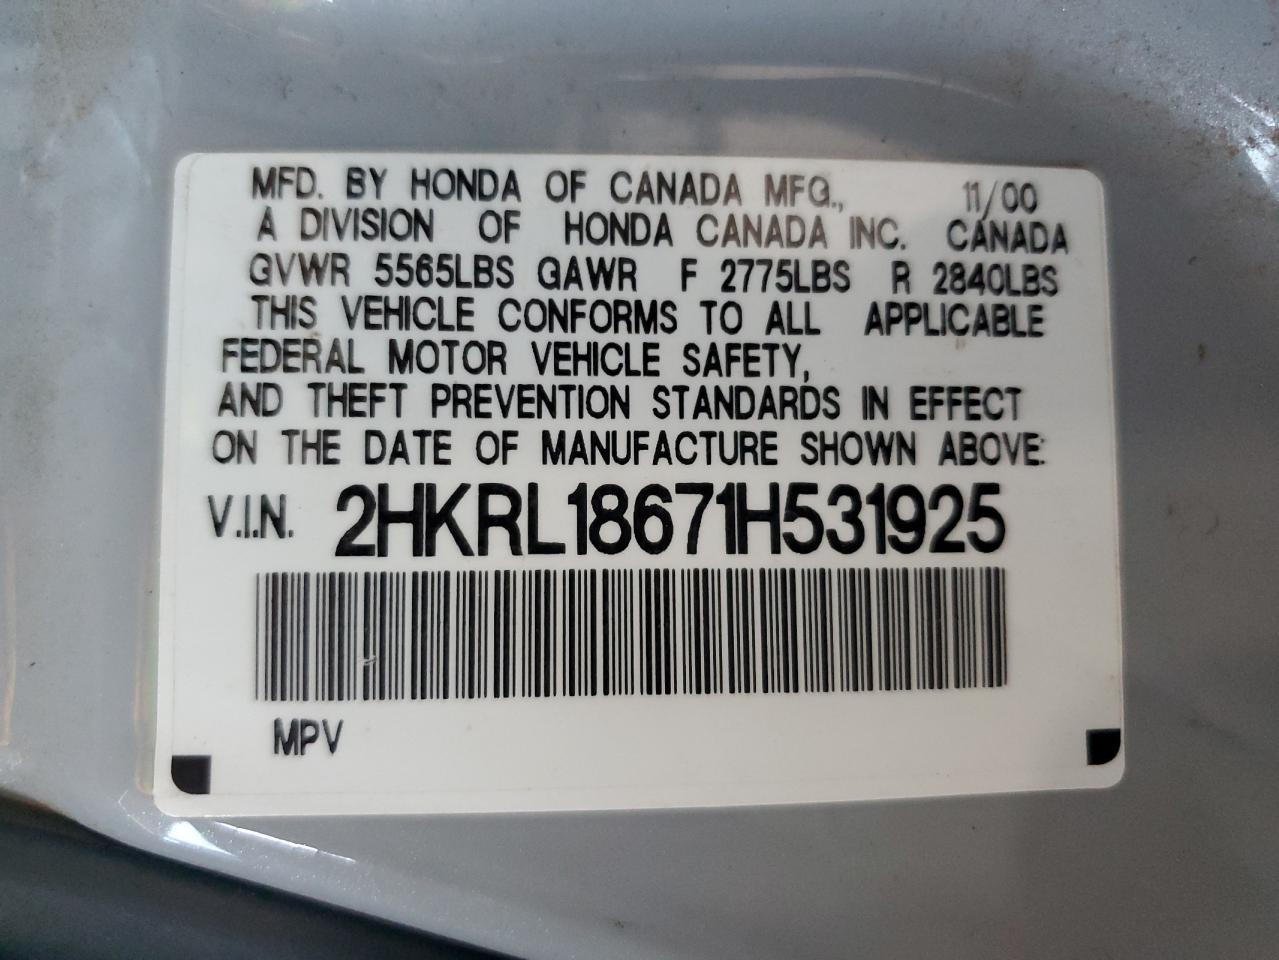 MFD. BY HONDA OF CANADA MFG., 11/00
A DIVISION OF HONDA CANADA INC. CANADA
GVWR 5565LBS GAWR F 2775LBS R 2840LBS
THIS VEHICLE CONFORMS TO ALL APPLICABLE
FEDERAL MOTOR VEHICLE SAFETY,
AND THEFT PREVENTION STANDARDS IN EFFECT
ON THE DATE OF MANUFACTURE SHOWN ABOVE:
V.I.N. 2HKRL18671H531925
MPV